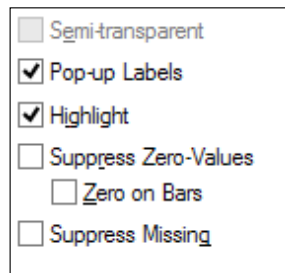 Semi-transparent
Pop-up Labels
Highlight
Suppress Zero-Values
Zero on Bars
Suppress Missing